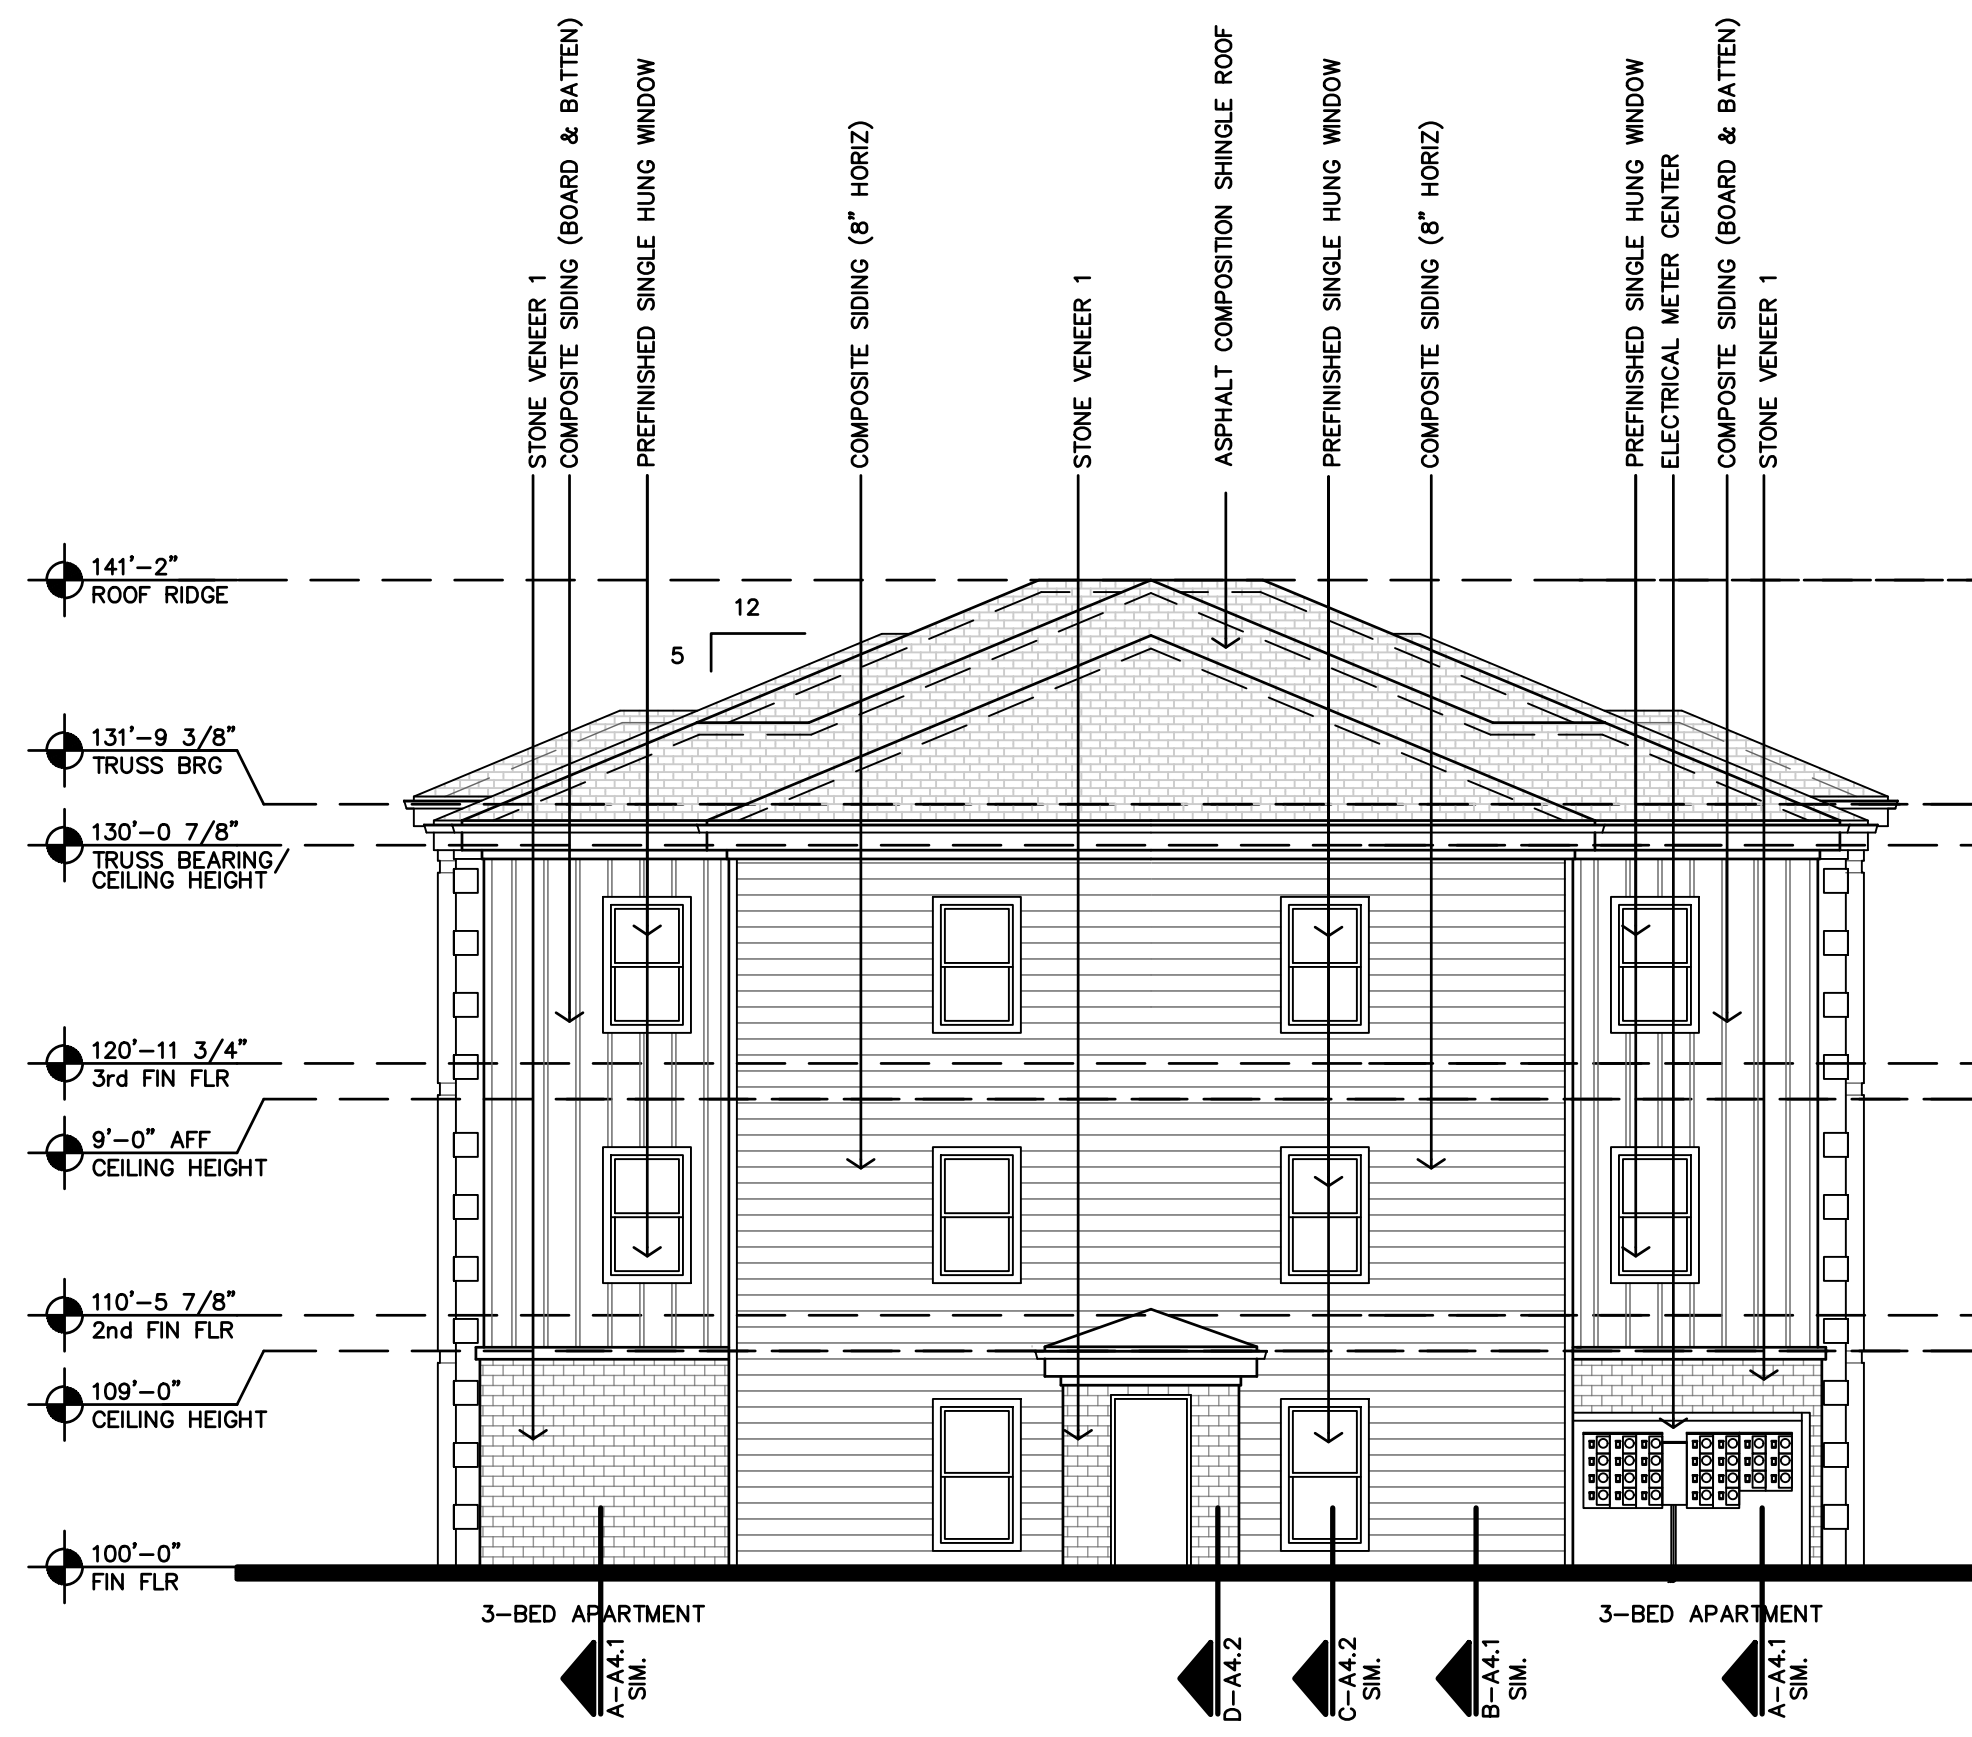 STONE VENEER 1
COMPOSITE SIDING (BOARD & BATTEN)
PREFINISHED SINGLE HUNG WINDOW
COMPOSITE SIDING (8" HORIZ)
STONE VENEER 1
ASPHALT COMPOSITION SHINGLE ROOF
PREFINISHED SINGLE HUNG WINDOW
COMPOSITE SIDING (8" HORIZ)
PREFINISHED SINGLE HUNG WINDOW
ELECTRICAL METER CENTER
COMPOSITE SIDING (BOARD & BATTEN)
STONE VENEER 1
141'-2"
ROOF RIDGE
12
5
131'-9 3/8"
TRUSS BRG
130'-0 7/8"
TRUSS BEARING/
CEILING HEIGHT
120'-11 3/4"
3rd FIN FLR
9'-0" AFF
CEILING HEIGHT
110'-5 7/8"
2nd FIN FLR
109'-0"
CEILING HEIGHT
100'-0"
FIN FLR
3-BED APARTMENT
3-BED APARTMENT
A-A4.1
SIM.
D-A4.2
C-A4.2
SIM.
B-A4.1
SIM.
A-A4.1
SIM.